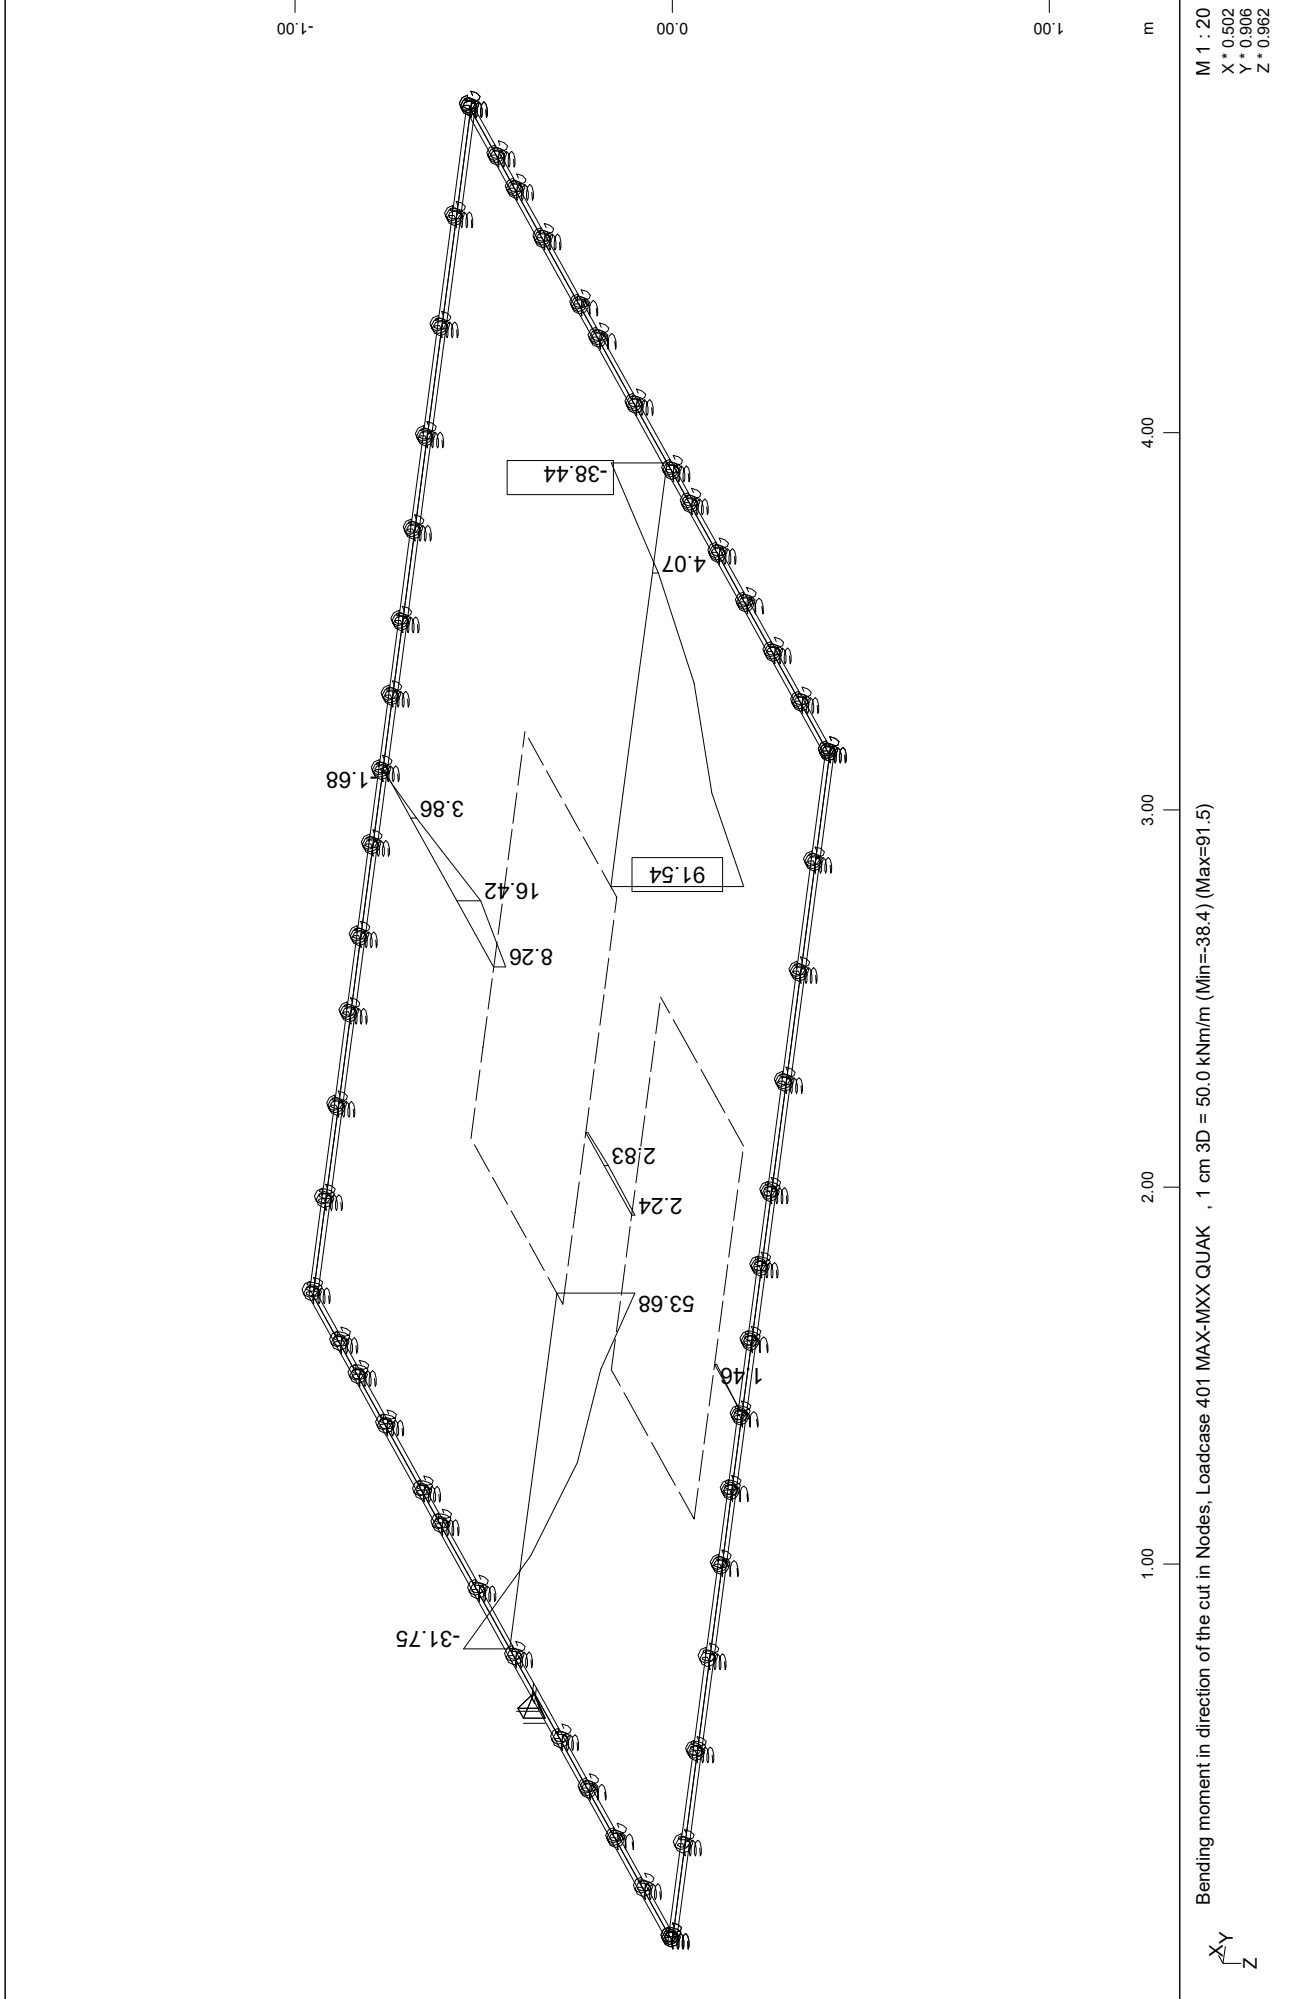 -1.00
0.00
1.00
m
-38.44
4.07
-1.68
3.86
16.42
91.54
8.26
2.83
2.24
53.68
1.46
-31.75
4.00
3.00
2.00
1.00
Bending moment in direction of the cut in Nodes, Loadcase 401 MAX-MXX QUAK , 1 cm 3D = 50.0 kNm/m (Min=-38.4) (Max=91.5)
M 1 : 20
X * 0.502
Y * 0.906
Z * 0.962
X
Y
Z